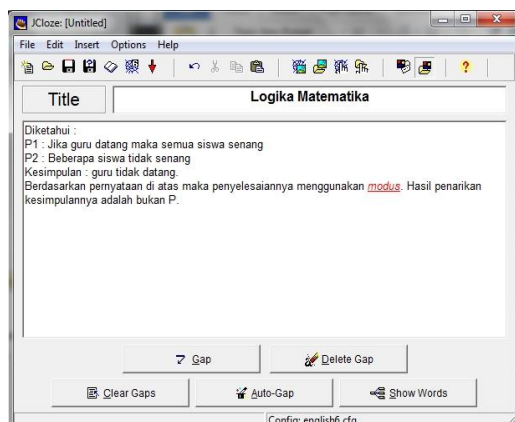 JCloze: [Untitled]
File Edit Insert Options Help
Title
Logika Matematika
Diketahui :
P1 : Jika guru datang maka semua siswa senang
P2 : Beberapa siswa tidak senang
Kesimpulan : guru tidak datang.
Berdasarkan pernyataan di atas maka penyelesaiannya menggunakan modus. Hasil penarikan
kesimpulannya adalah bukan P.
Gap
Delete Gap
Clear Gaps
Auto-Gap
Show Words
Config: english6.cfg